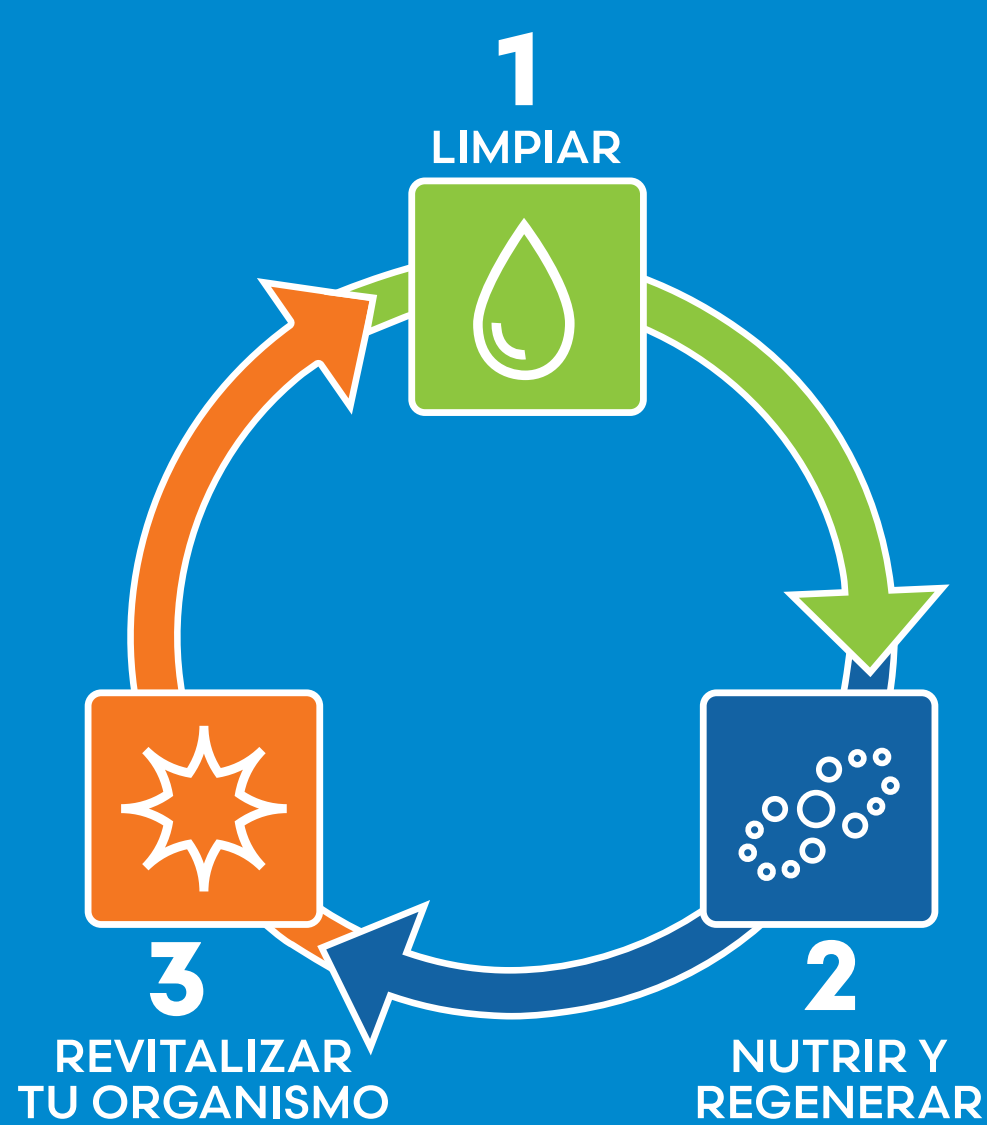 1
LIMPIAR
2
NUTRIR Y
REGENERAR
3
REVITALIZAR
TU ORGANISMO